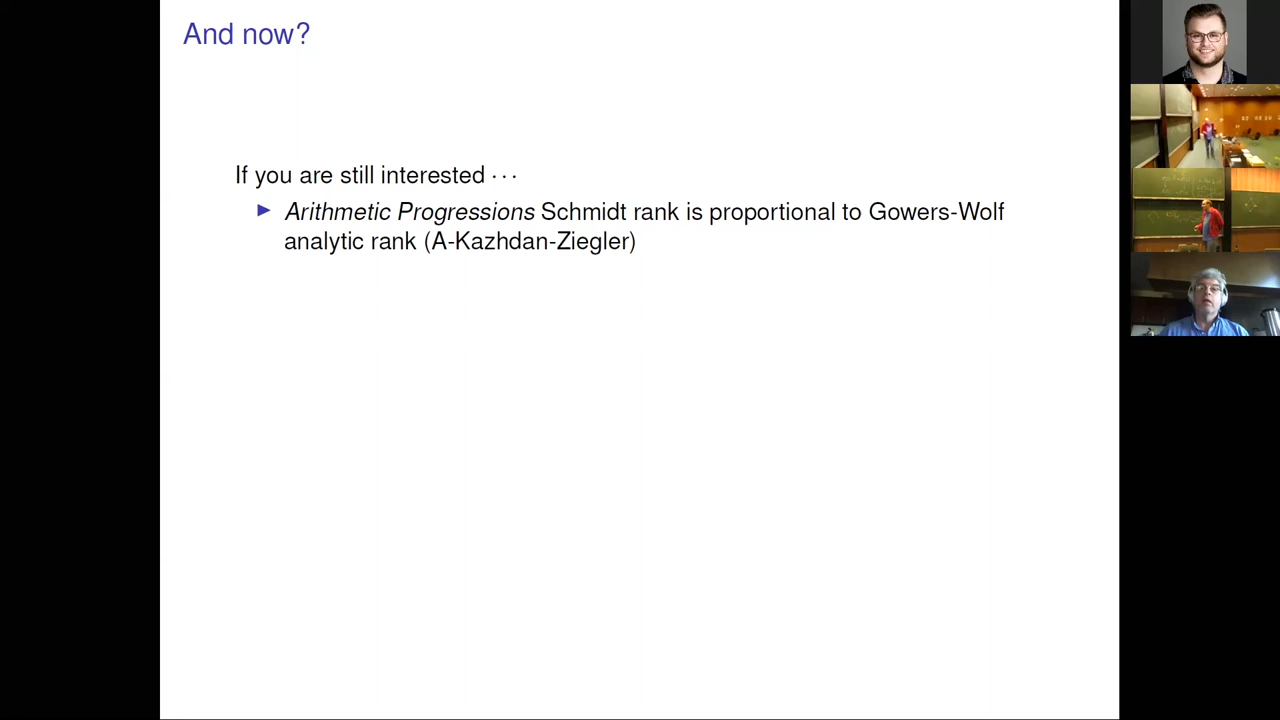 And now?
If you are still interested ···
▶ Arithmetic Progressions Schmidt rank is proportional to Gowers-Wolf
analytic rank (A-Kazhdan-Ziegler)